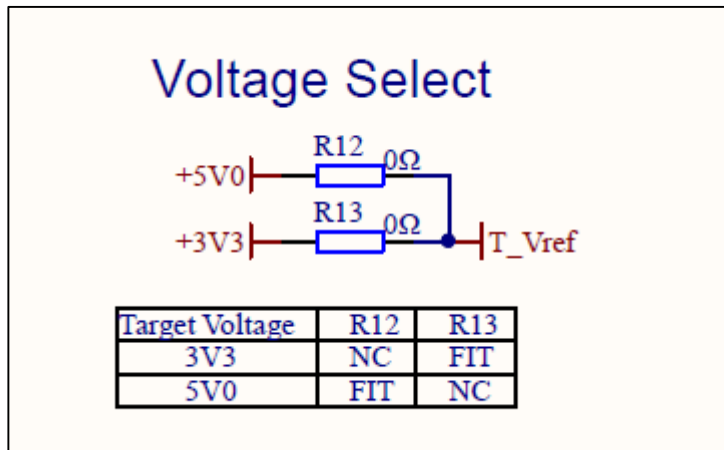 Voltage Select
R12
0Ω
+5V0
R13
0Ω
+3V3
T_Vref
Target Voltage R12 R13
3V3 NC FIT
5V0 FIT NC